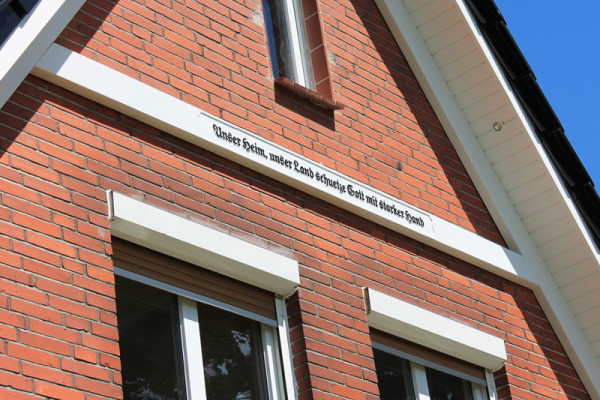 Unser Heim, unser Land schuetze Gott mit starker Hand